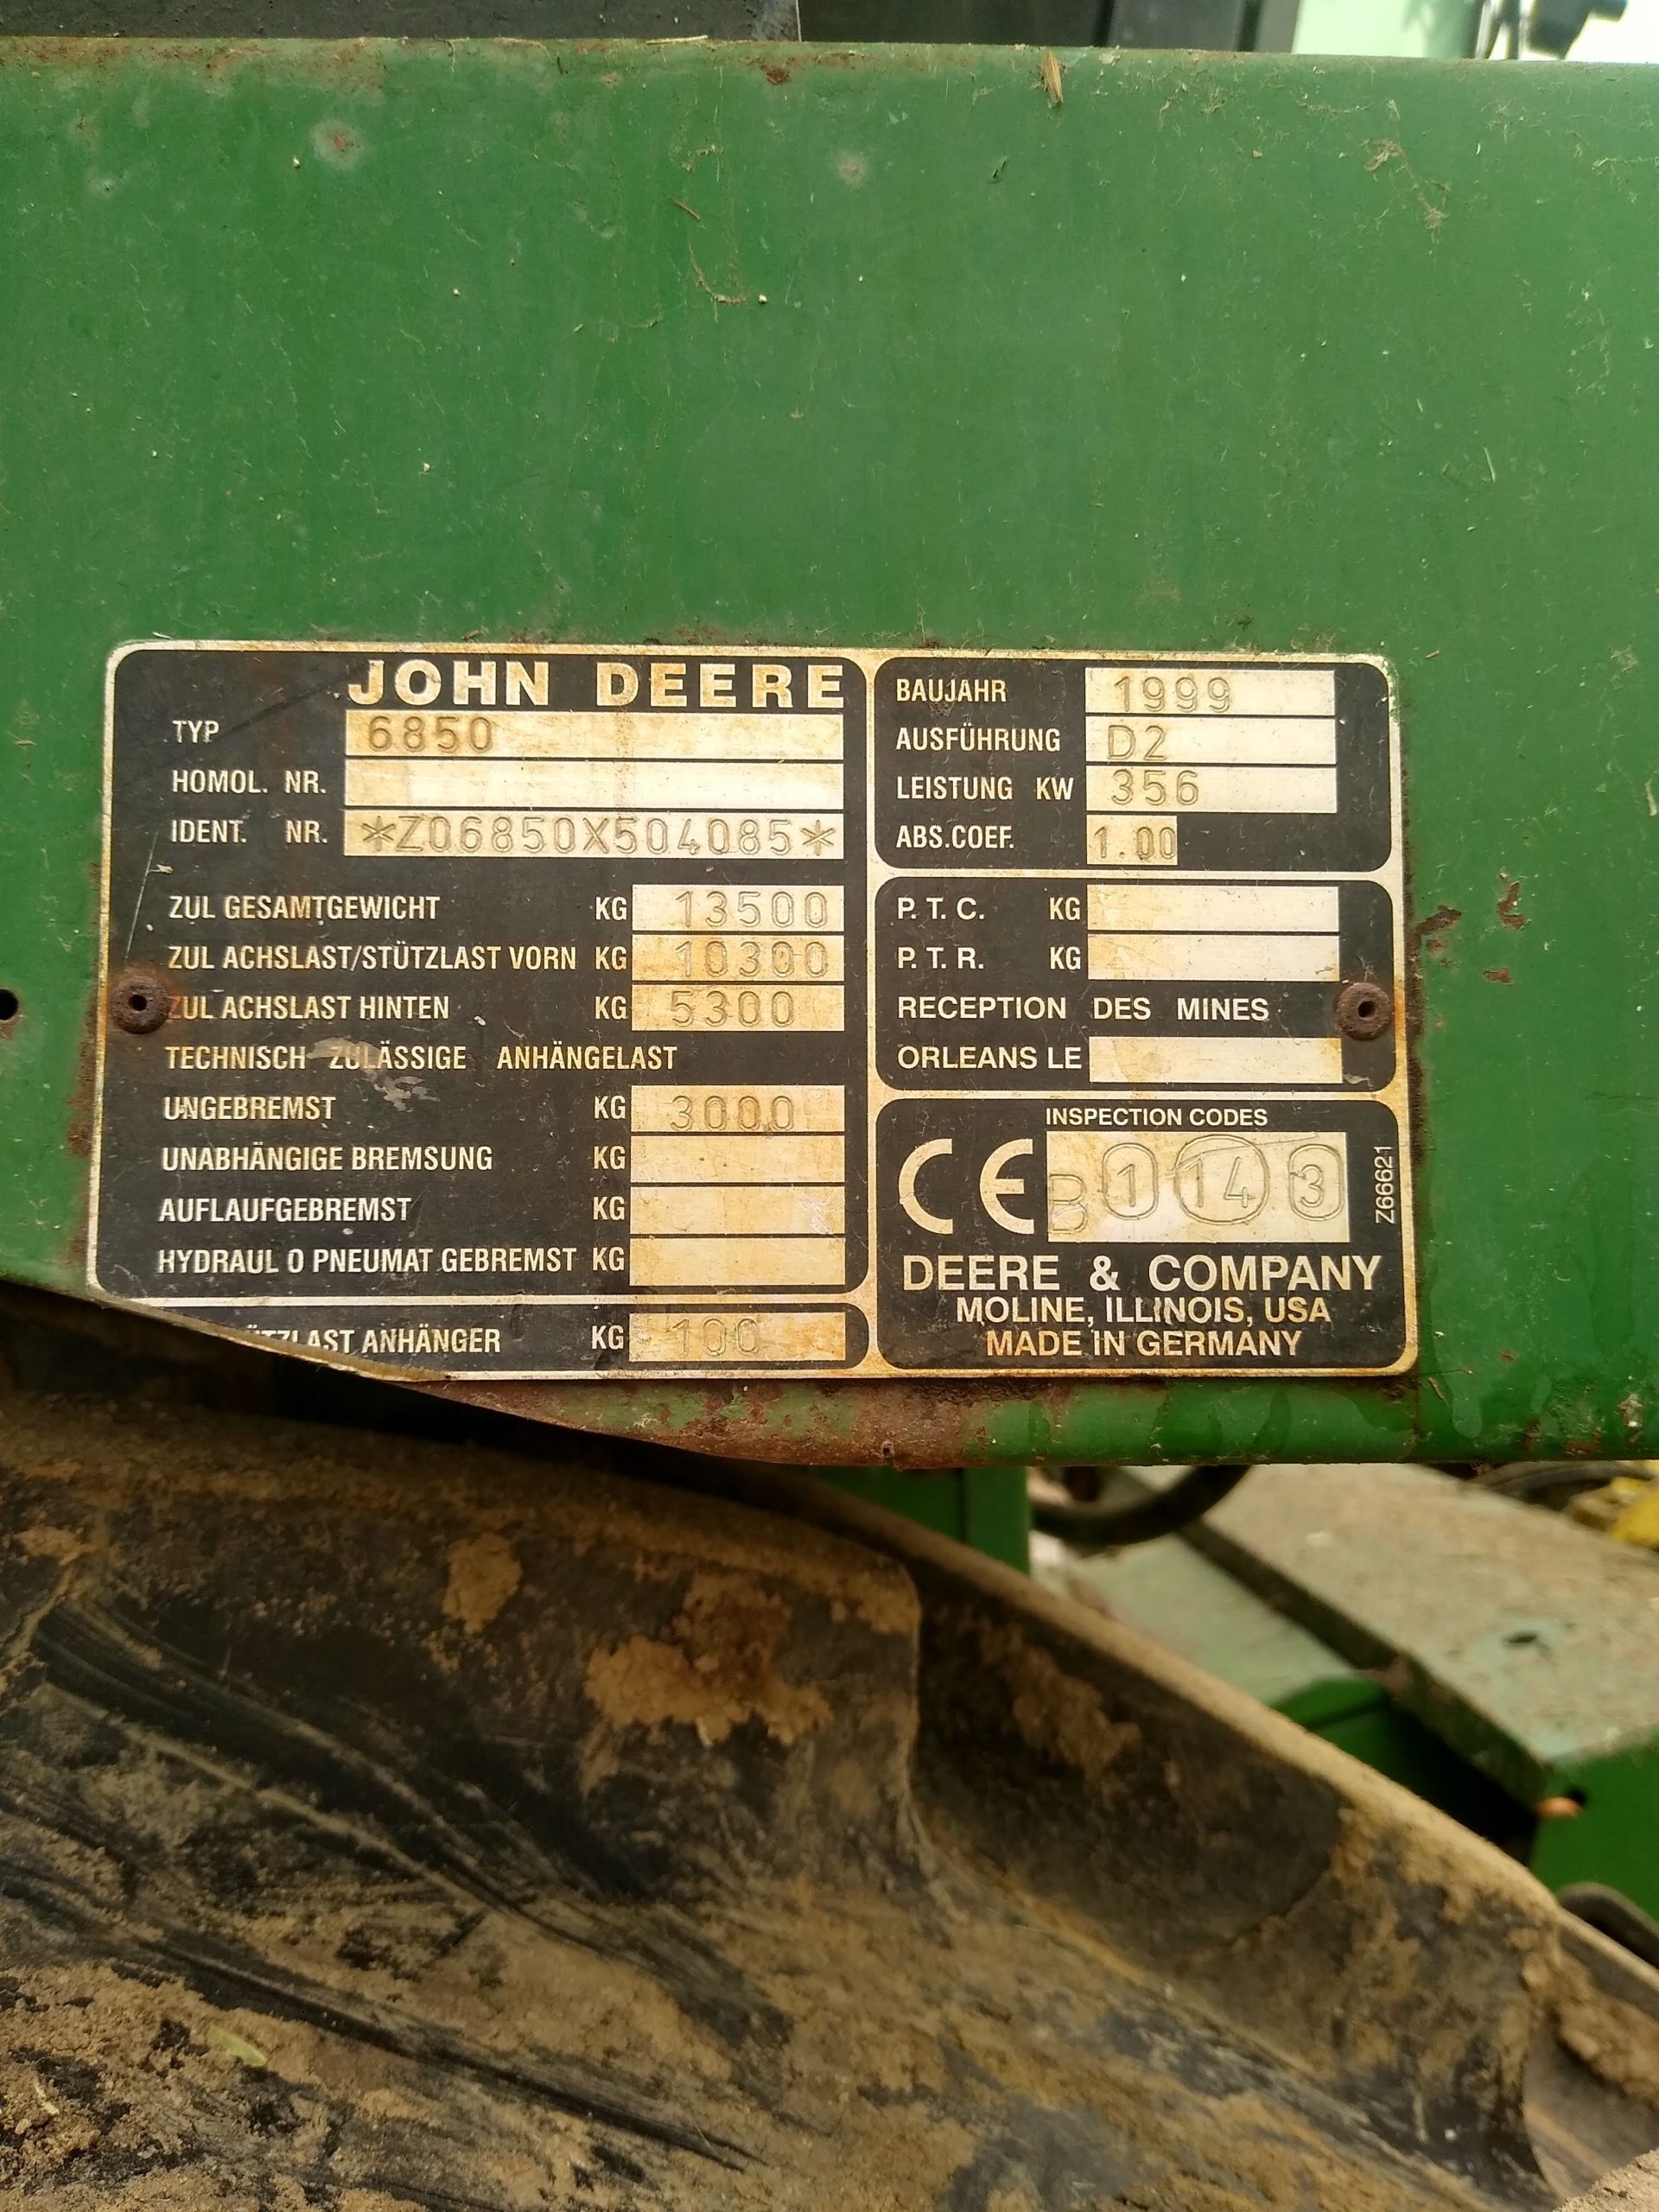 JOHN DEERE
TYP 6850
HOMOL. NR.
IDENT. NR. *Z06850X504085*
ZUL GESAMTGEWICHT KG 13500
ZUL ACHSLAST/STÜTZLAST VORN KG 10300
ZUL ACHSLAST HINTEN KG 5300
TECHNISCH ZULÄSSIGE ANHÄNGELAST
UNGEBREMST KG 3000
UNABHÄNGIGE BREMSUNG KG
AUFLAUFGEBREMST KG
HYDRAUL O PNEUMAT GEBREMST KG
ANHÄNGER KG 100
BAUJAHR 1999
AUSFÜHRUNG D2
LEISTUNG KW 356
ABS.COEF. 1.00
P. T. C. KG
P. T. R. KG
RECEPTION DES MINES
ORLEANS LE
INSPECTION CODES
CE B 1 14 3
Z66621
DEERE & COMPANY
MOLINE, ILLINOIS, USA
MADE IN GERMANY